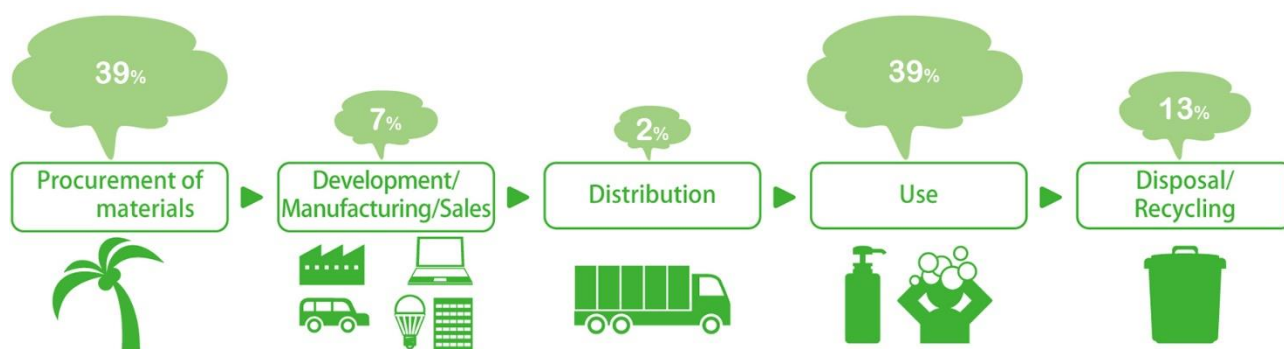 39%
7%
2%
39%
13%
Procurement of
materials
Development/
Manufacturing/Sales
Distribution
Use
Disposal/
Recycling